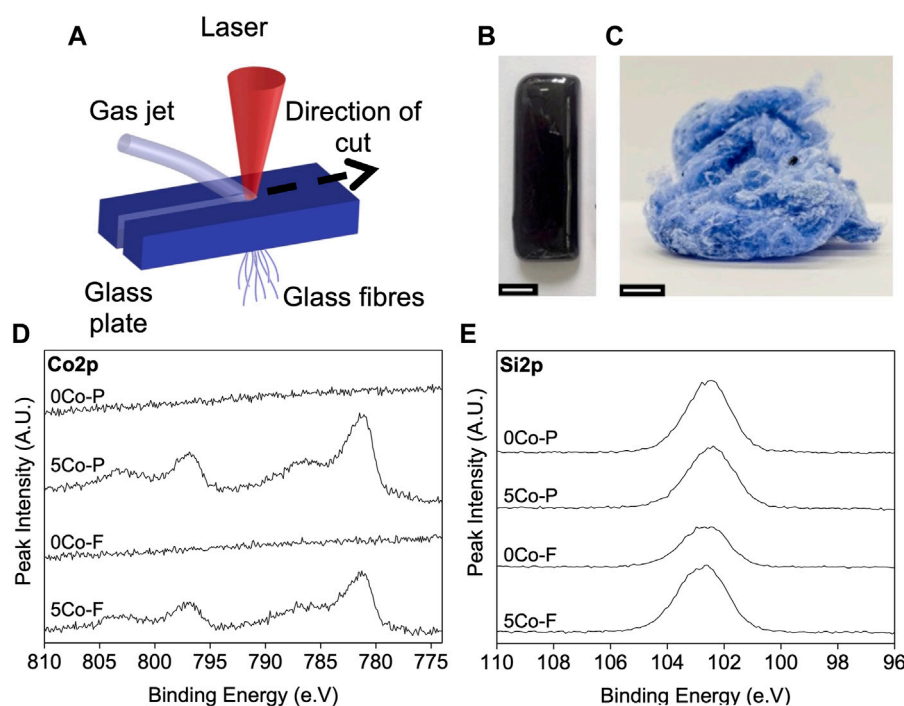 A
Laser
Gas jet
Direction of
cut
Glass
plate
Glass fibres
B
C
D
Co2p
0Co-P
5Co-P
0Co-F
5Co-F
Peak Intensity (A.U.)
810 805 800 795 790 785 780 775
Binding Energy (e.V)
E
Si2p
0Co-P
5Co-P
0Co-F
5Co-F
Peak Intensity (A.U.)
110 108 106 104 102 100 98 96
Binding Energy (e.V)